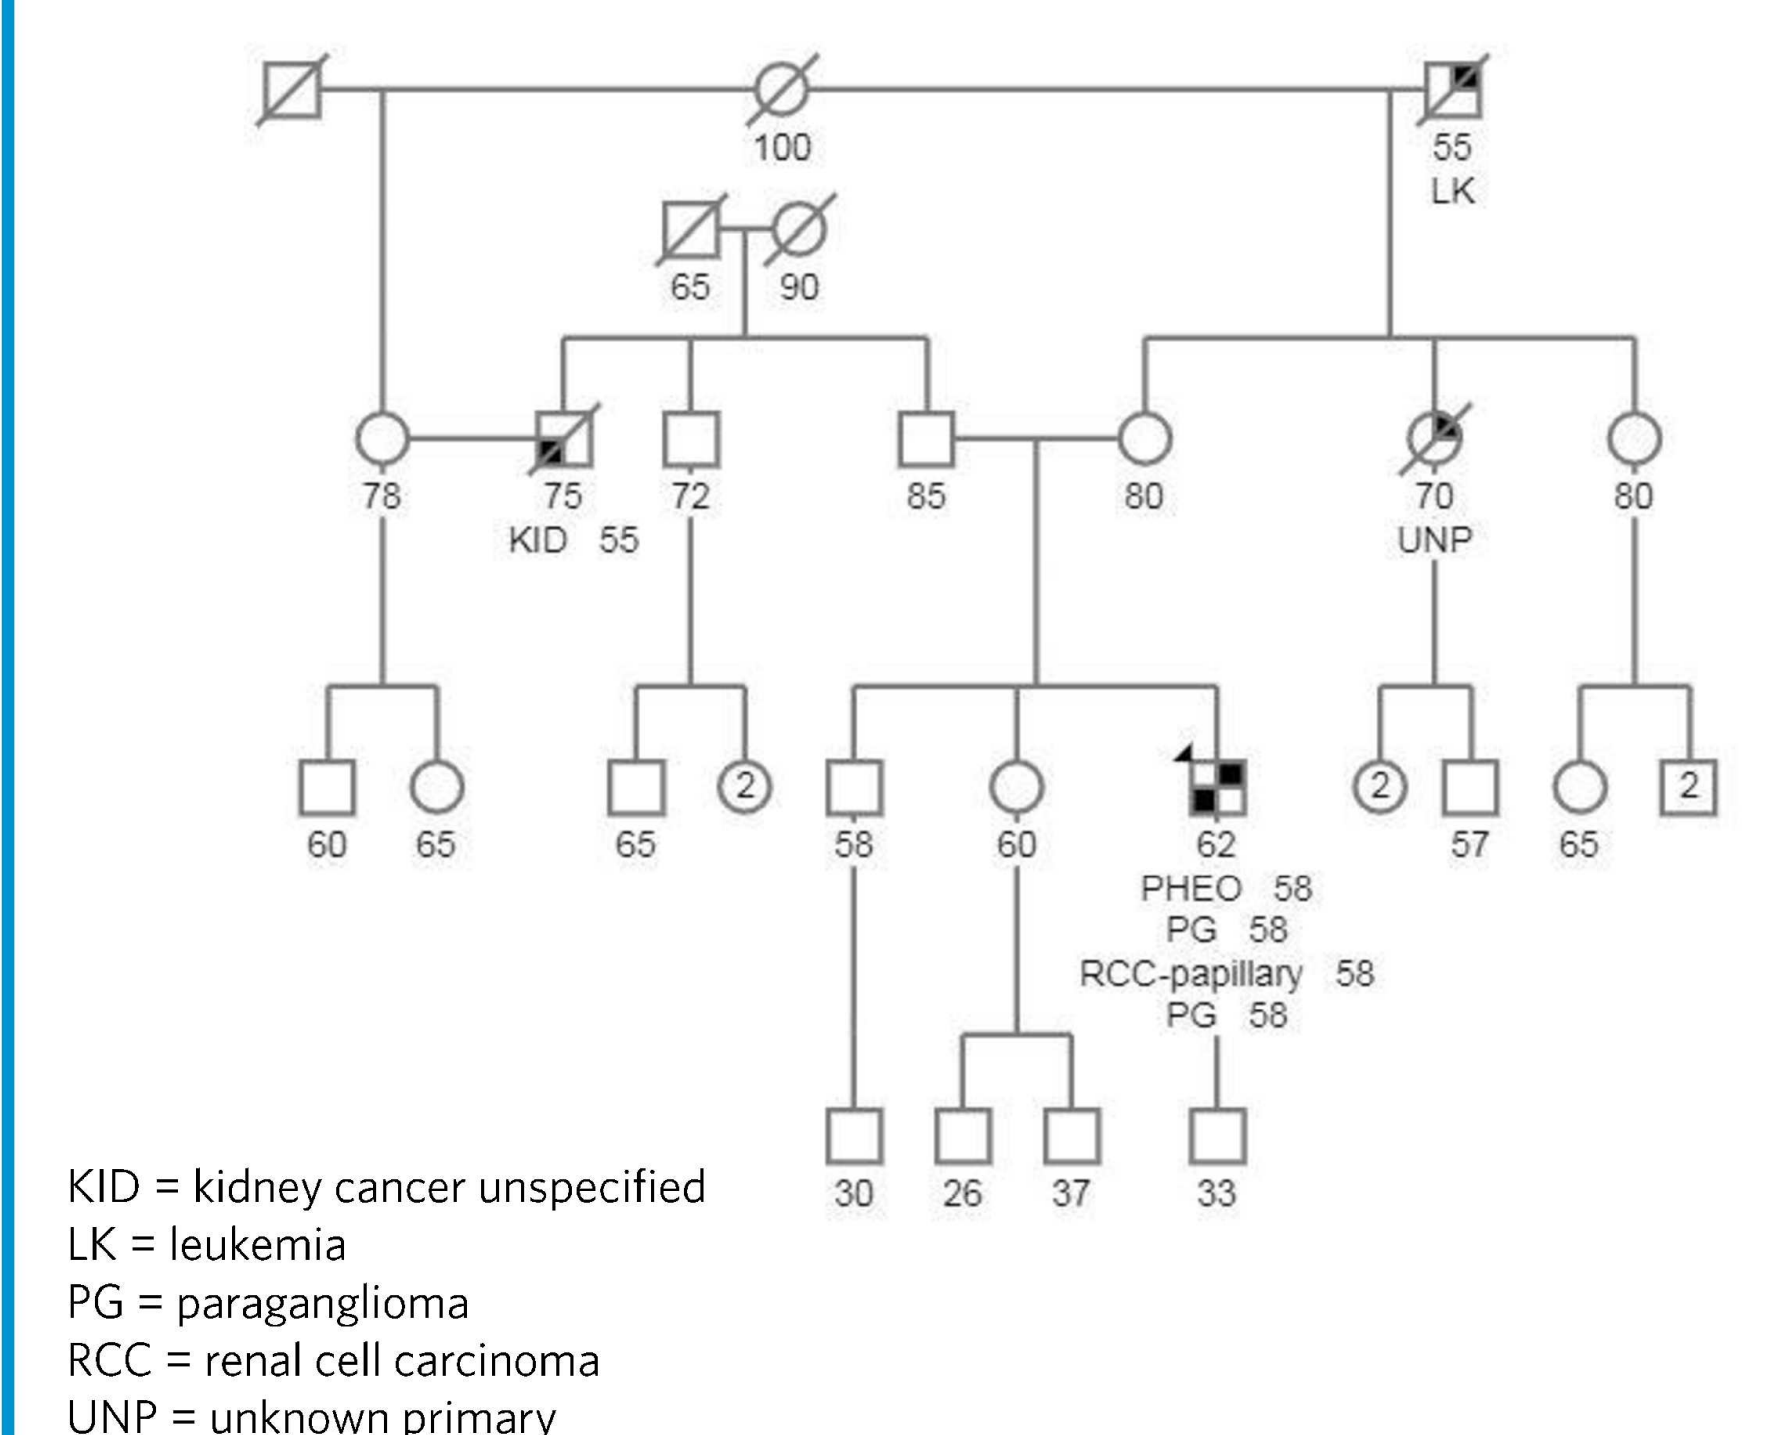 100
55
LK
65 90
78 75 72 85 80 70 80
KID 55
UNP
2 2 2
60 65 65 58 60 62 57 65
PHEO 58
PG 58
RCC-papillary 58
PG 58
30 26 37 33
KID = kidney cancer unspecified
LK = leukemia
PG = paraganglioma
RCC = renal cell carcinoma
UNP = unknown primary